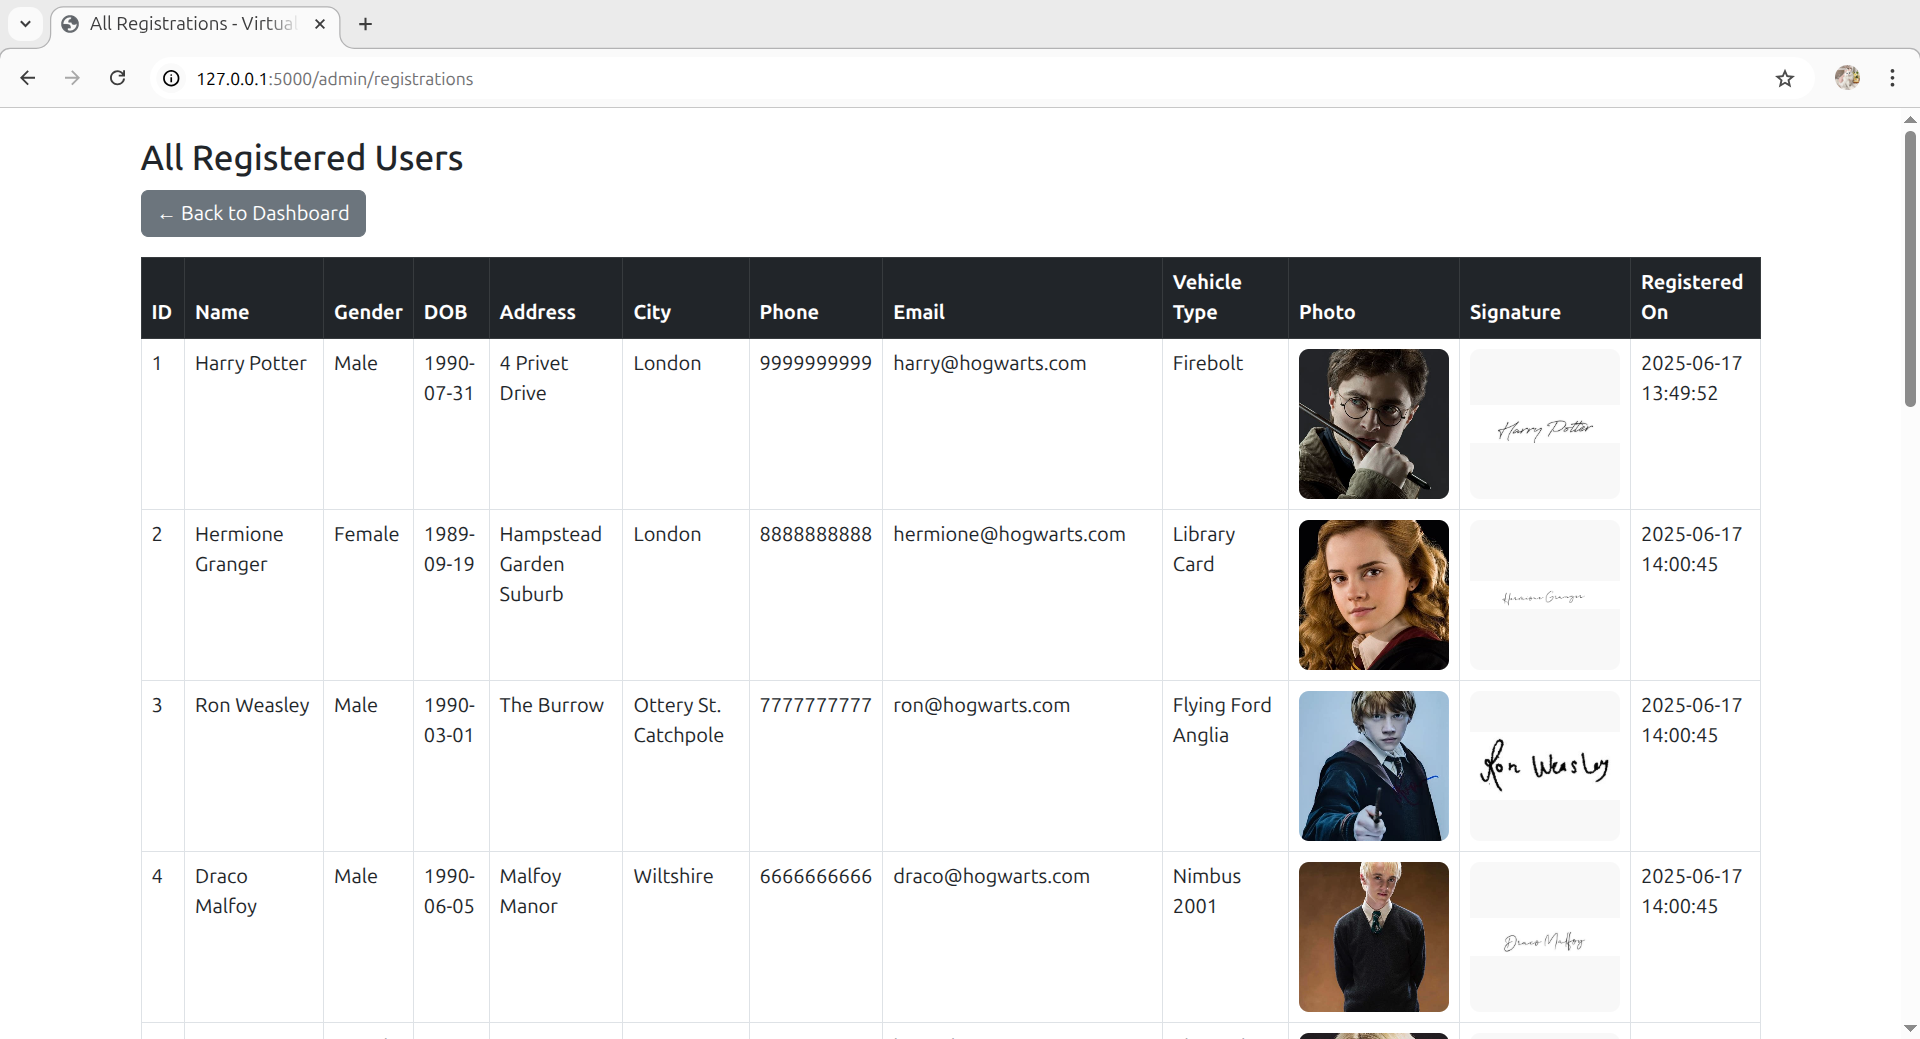 All Registrations - Virtual
127.0.0.1:5000/admin/registrations
All Registered Users
← Back to Dashboard
ID Name Gender DOB Address City Phone Email Vehicle Type Photo Signature Registered On
1 Harry Potter Male 1990-07-31 4 Privet Drive London 9999999999 harry@hogwarts.com Firebolt Harry Potter 2025-06-17 13:49:52
2 Hermione Granger Female 1989-09-19 Hampstead Garden Suburb London 8888888888 hermione@hogwarts.com Library Card Hermione Granger 2025-06-17 14:00:45
3 Ron Weasley Male 1990-03-01 The Burrow Ottery St. Catchpole 7777777777 ron@hogwarts.com Flying Ford Anglia Ron Weasley 2025-06-17 14:00:45
4 Draco Malfoy Male 1990-06-05 Malfoy Manor Wiltshire 6666666666 draco@hogwarts.com Nimbus 2001 Draco Malfoy 2025-06-17 14:00:45